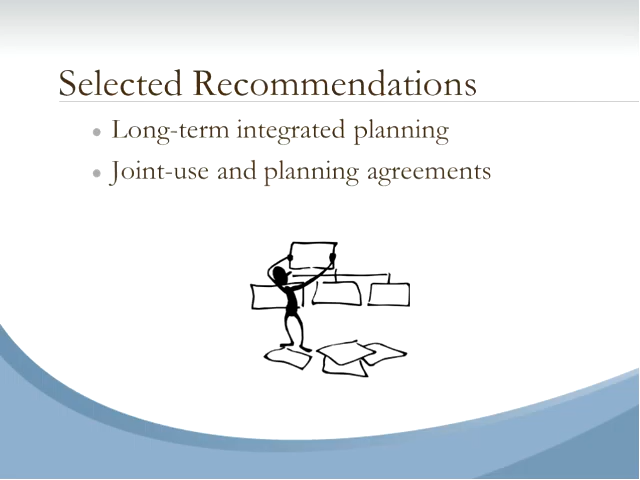 Selected Recommendations
Long-term integrated planning
Joint-use and planning agreements